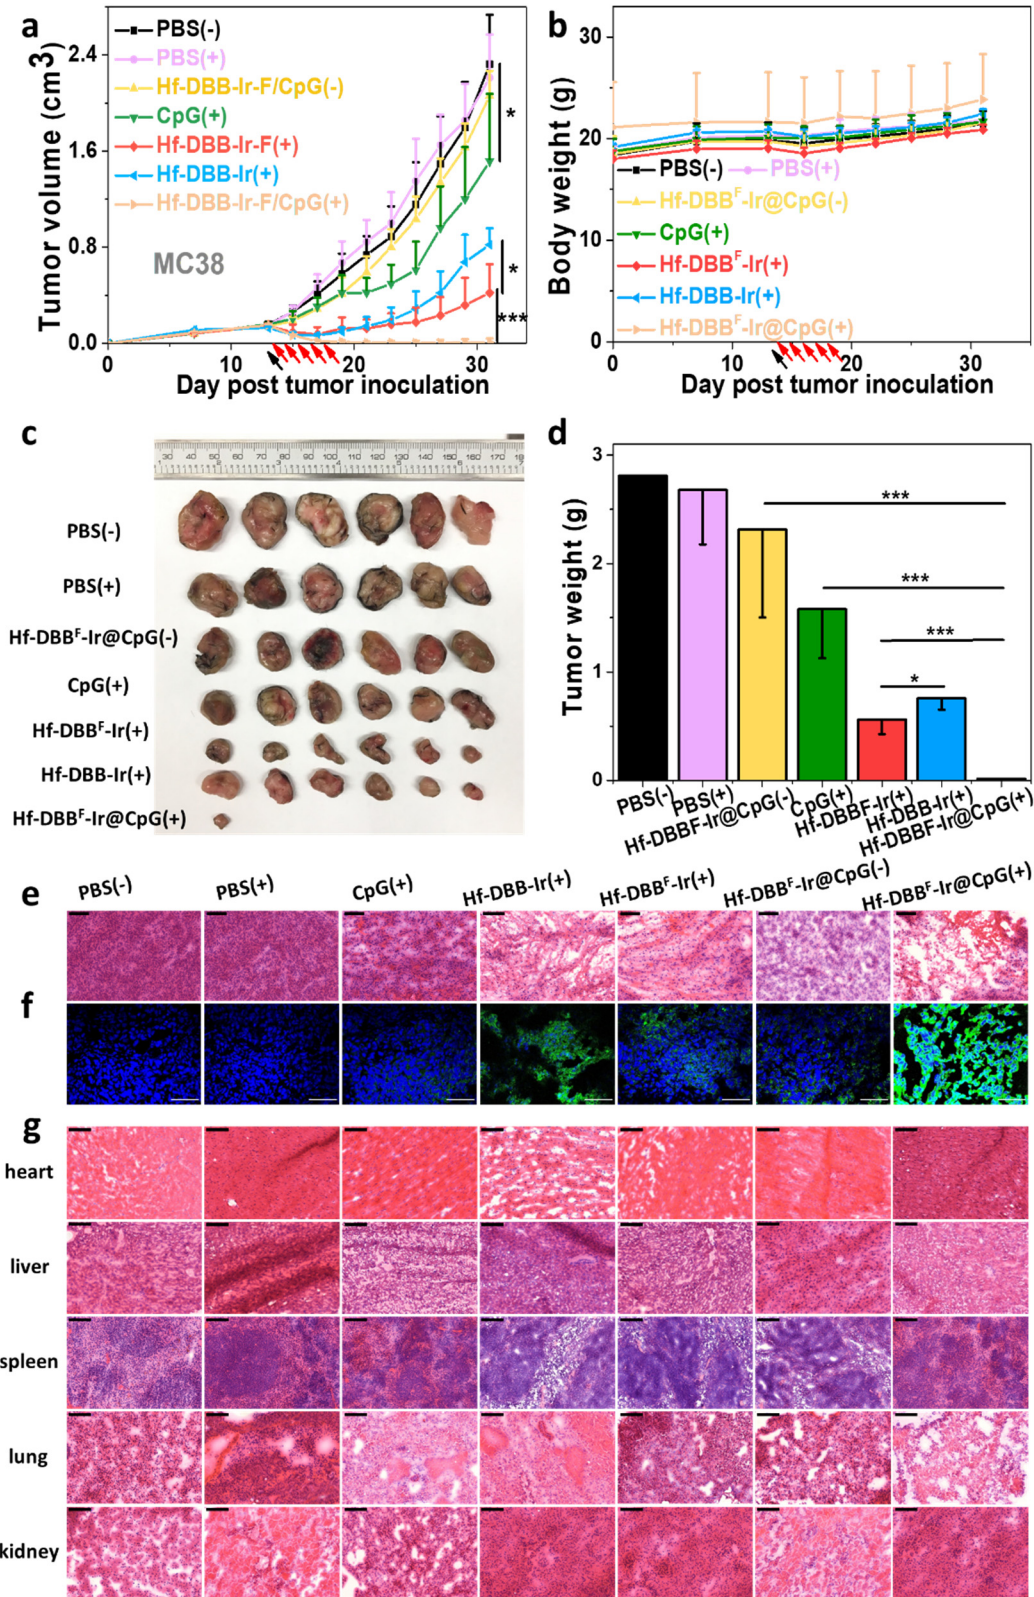 a
Tumor volume (cm3)
2.4
1.6
0.8
0.0
0
10
20
30
Day post tumor inoculation
PBS(-)
PBS(+)
Hf-DBB-Ir-F/CpG(-)
CpG(+)
Hf-DBB-Ir-F(+)
Hf-DBB-Ir(+)
Hf-DBB-Ir-F/CpG(+)
MC38
*
*
***
b
Body weight (g)
30
20
10
0
0
10
20
30
Day post tumor inoculation
PBS(-) PBS(+)
Hf-DBBF-Ir@CpG(-)
CpG(+)
Hf-DBBF-Ir(+)
Hf-DBB-Ir(+)
Hf-DBBF-Ir@CpG(+)
c
PBS(-)
PBS(+)
Hf-DBBF-Ir@CpG(-)
CpG(+)
Hf-DBBF-Ir(+)
Hf-DBB-Ir(+)
Hf-DBBF-Ir@CpG(+)
d
Tumor weight (g)
3
2
1
0
***
***
***
*
PBS(-)
PBS(+)
Hf-DBBF-Ir@CpG(-)
CpG(+)
Hf-DBBF-Ir(+)
Hf-DBB-Ir(+)
Hf-DBBF-Ir@CpG(+)
e
PBS(-) PBS(+) CpG(+) Hf-DBB-Ir(+) Hf-DBBF-Ir(+) Hf-DBBF-Ir@CpG(-) Hf-DBBF-Ir@CpG(+)
f
g
heart
liver
spleen
lung
kidney